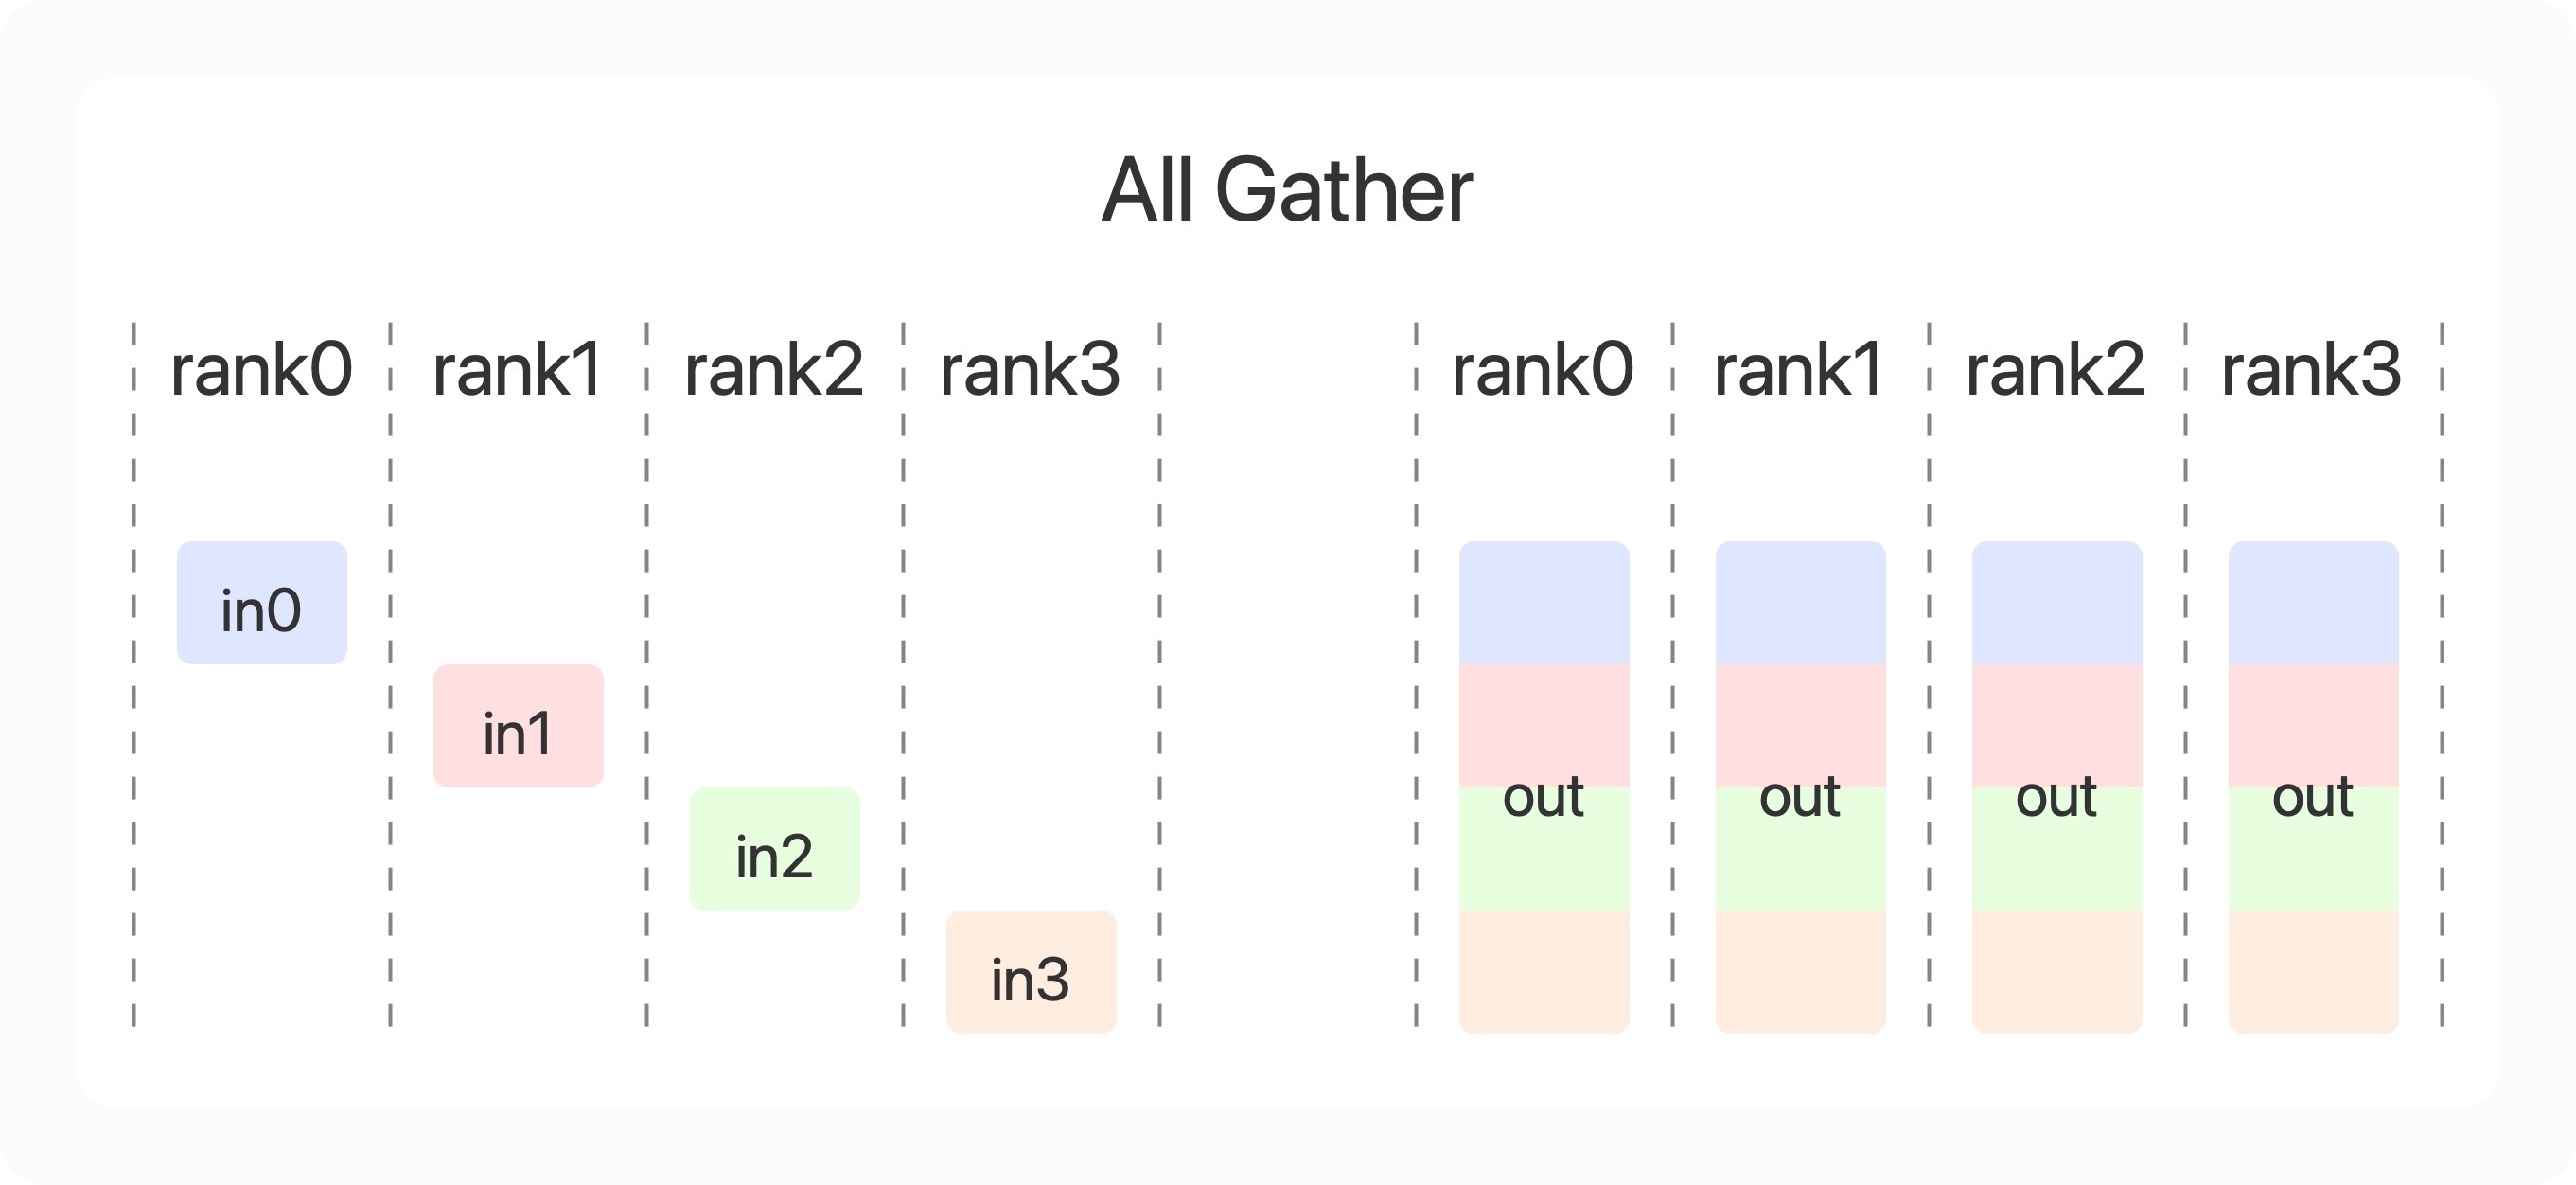 All Gather
rank0 rank1 rank2 rank3 rank0 rank1 rank2 rank3
in0
in1
out out out out
in2
in3